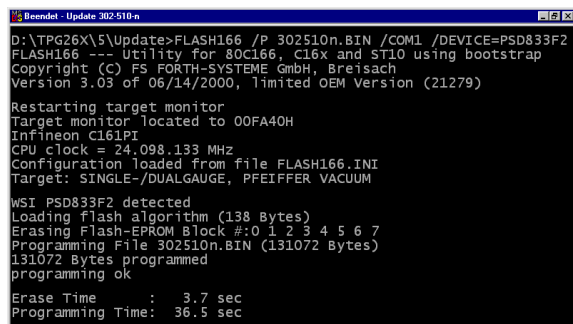 Beendet - Update 302-510-n
D:\TPG26X\5\Update>FLASH166 /P 302510n.BIN /COM1 /DEVICE=PSD833F2
FLASH166 --- Utility for 80C166, C16x and ST10 using bootstrap
Copyright (C) FS FORTH-SYSTEME GmbH, Breisach
Version 3.03 of 06/14/2000, limited OEM Version (21279)
Restarting target monitor
Target monitor located to 00FA40H
Infineon C161PI
CPU clock = 24.098.133 MHz
Configuration loaded from file FLASH166.INI
Target: SINGLE-/DUALGAUGE, PFEIFFER VACUUM
WSI PSD833F2 detected
Loading flash algorithm (138 Bytes)
Erasing Flash-EPROM Block #:0 1 2 3 4 5 6 7
Programming File 302510n.BIN (131072 Bytes)
131072 Bytes programmed
programming ok
Erase Time : 3.7 sec
Programming Time: 36.5 sec